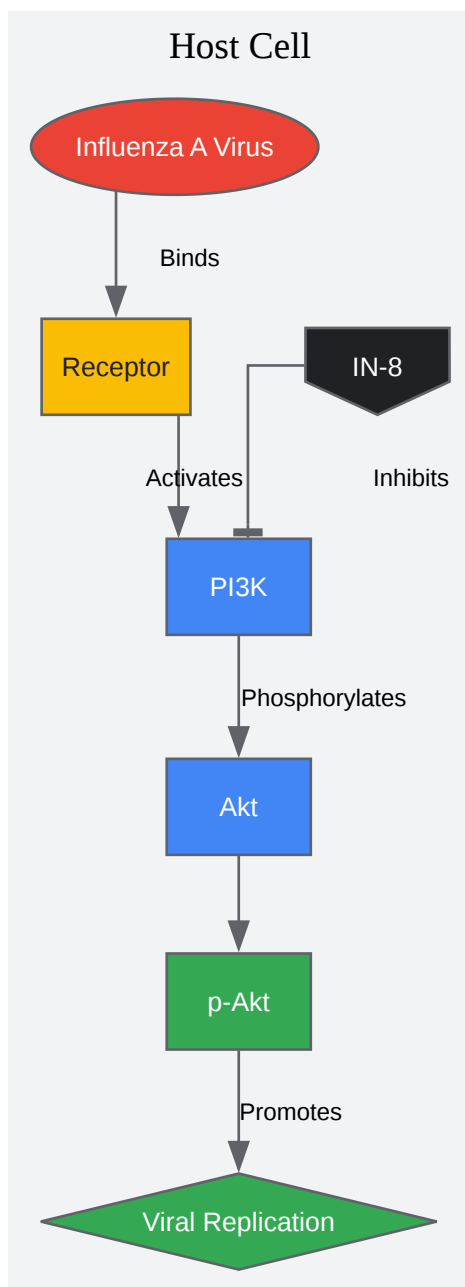 Host Cell
Influenza A Virus
Binds
Receptor
IN-8
Activates
Inhibits
PI3K
Phosphorylates
Akt
p-Akt
Promotes
Viral Replication